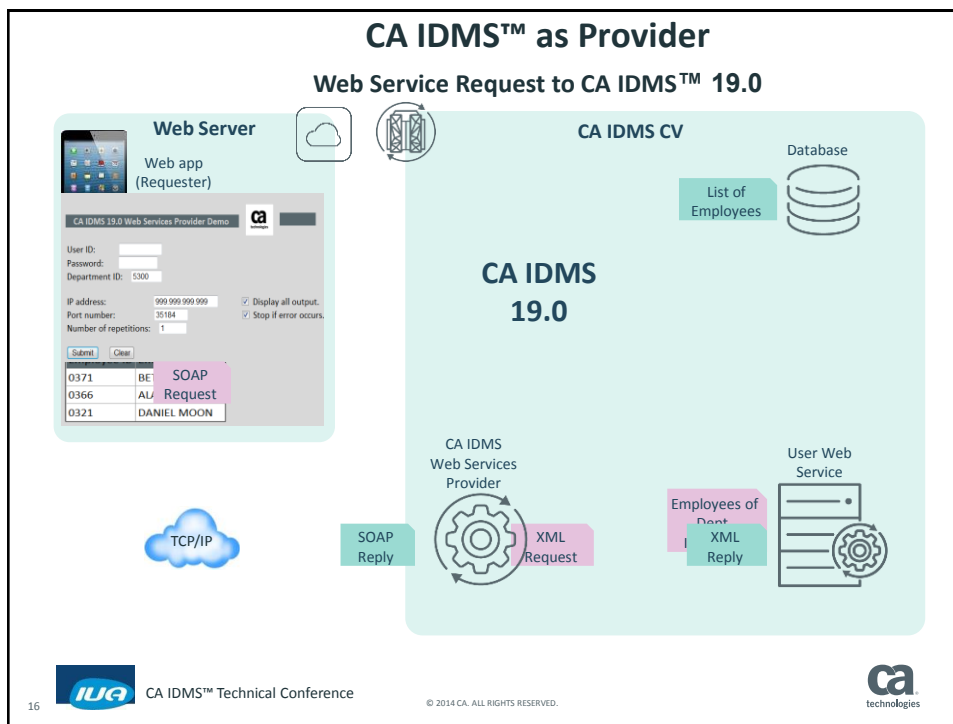 CA IDMS™ as Provider
Web Service Request to CA IDMS™ 19.0
Web Server
Web app
(Requester)
CA IDMS 19.0 Web Services Provider Demo
ca
technologies
User ID:
Password:
Department ID: 5300
IP address: 999.999.999.999
Display all output.
Port number: 35184
Stop if error occurs.
Number of repetitions: 1
Submit Clear
0371
0366
0321 DANIEL MOON
SOAP
Request
CA IDMS CV
Database
List of
Employees
CA IDMS
19.0
CA IDMS
Web Services
Provider
User Web
Service
TCP/IP
SOAP
Reply
XML
Request
Employees of
Dept
XML
Reply
16
IUA
CA IDMS™ Technical Conference
© 2014 CA. ALL RIGHTS RESERVED.
ca
technologies